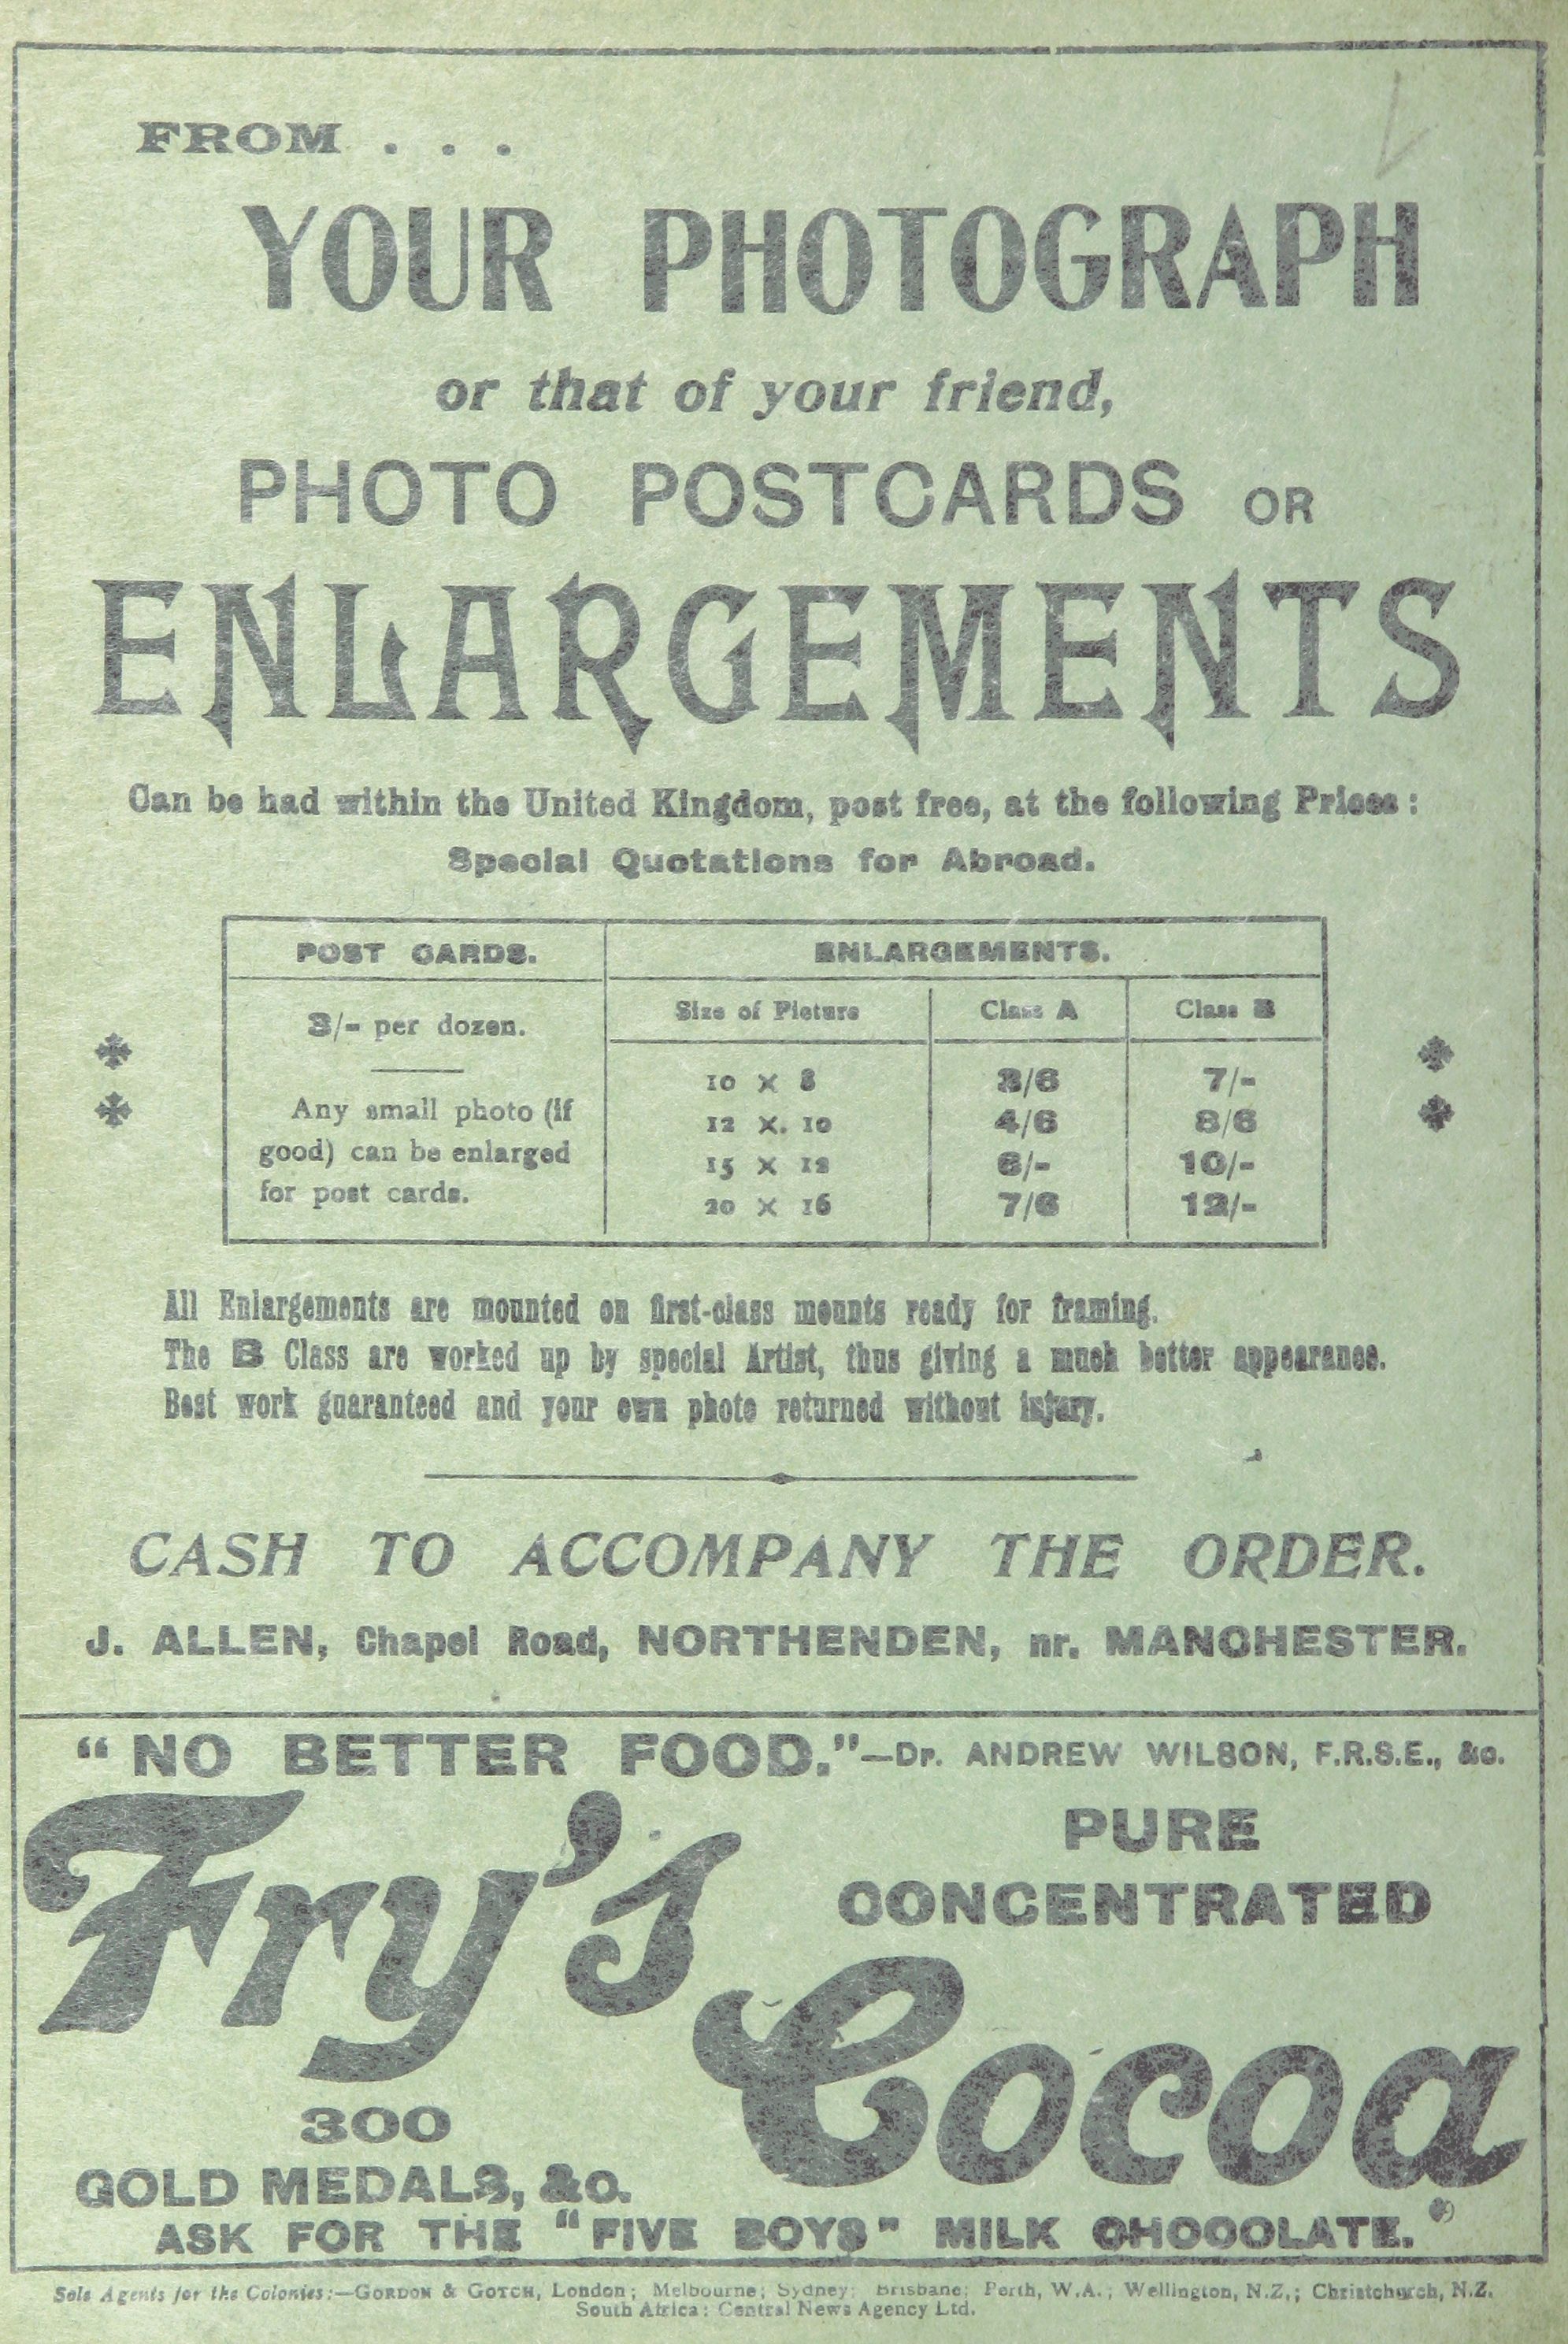 FROM . . .
YOUR PHOTOGRAPH
or that of your friend,
PHOTO POSTCARDS OR
ENLARGEMENTS
Can be had within the United Kingdom, post free, at the following Prices:
Special Quotations for Abroad.
POST CARDS.
3/- per dozen.
Any small photo (if
good) can be enlarged
for post cards.
ENLARGEMENTS.
Size of Picture Class A Class B
10 × 8 3/6 7/-
12 ×. 10 4/6 8/6
15 × 12 6/- 10/-
20 × 16 7/6 12/-
All Enlargements are mounted on first-class mounts ready for framing.
The B Class are worked up by special Artist, thus giving a much better appearance.
Best work guaranteed and your own photo returned without injury.
CASH TO ACCOMPANY THE ORDER.
J. ALLEN, Chapel Road, NORTHENDEN, nr. MANCHESTER.
"NO BETTER FOOD."—Dr. ANDREW WILSON, F.R.S.E., &c.
Fry's
PURE
CONCENTRATED
Cocoa
300
GOLD MEDALS, &c.
ASK FOR THE "FIVE BOYS" MILK CHOCOLATE.
Sole Agents for the Colonies:—GORDON & GOTCH, London; Melbourne; Sydney; Brisbane; Perth, W.A.; Wellington, N.Z.; Christchurch, N.Z.
South Africa: Central News Agency Ltd.